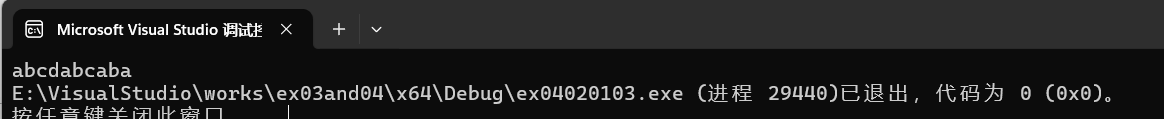 Microsoft Visual Studio 调试
abcdabcaba
E:\VisualStudio\works\ex03and04\x64\Debug\ex04020103.exe (进程 29440)已退出，代码为 0 (0x0)。
按任意键关闭此窗口